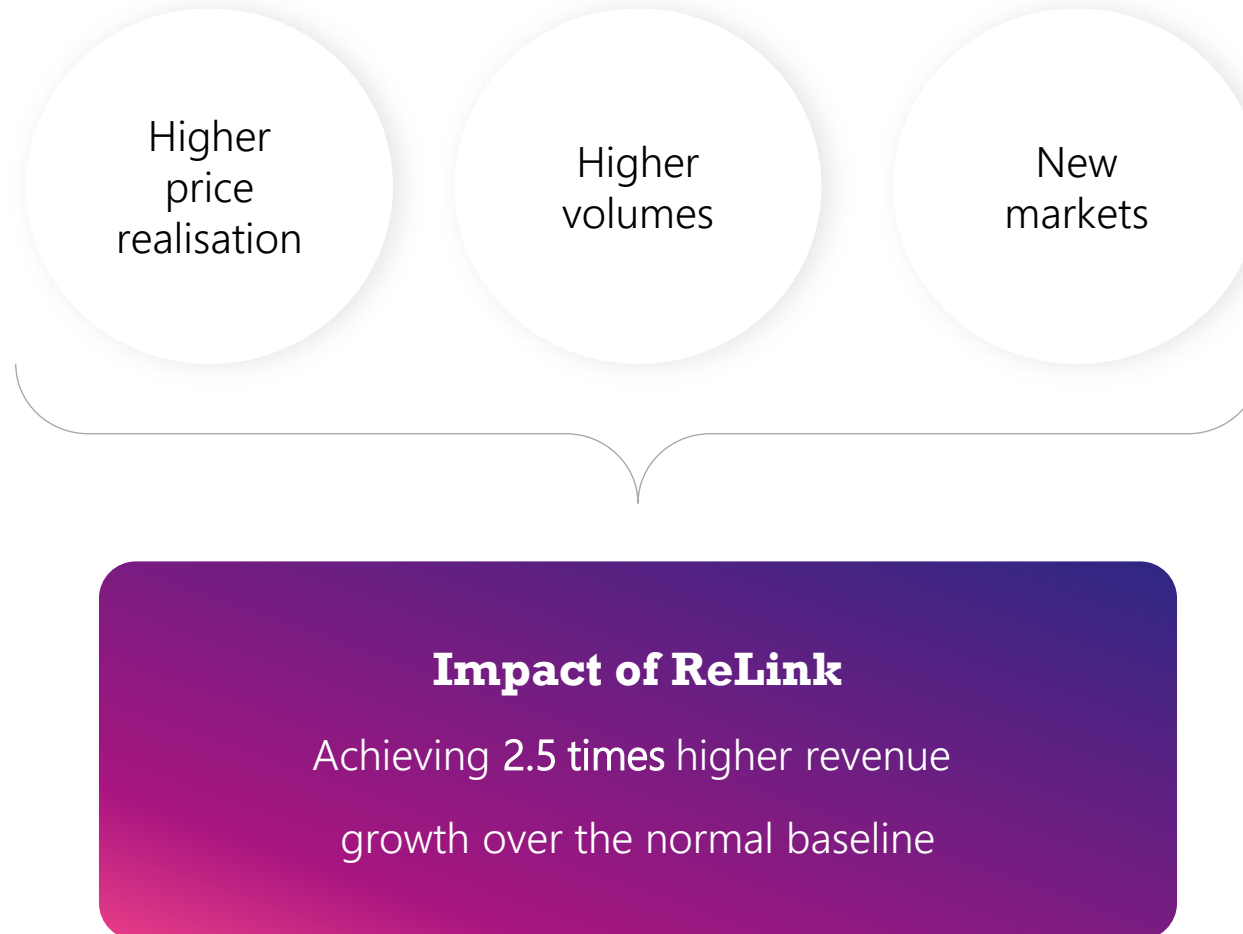 Higher
price
realisation
Higher
volumes
New
markets
Impact of ReLink
Achieving 2.5 times higher revenue
growth over the normal baseline